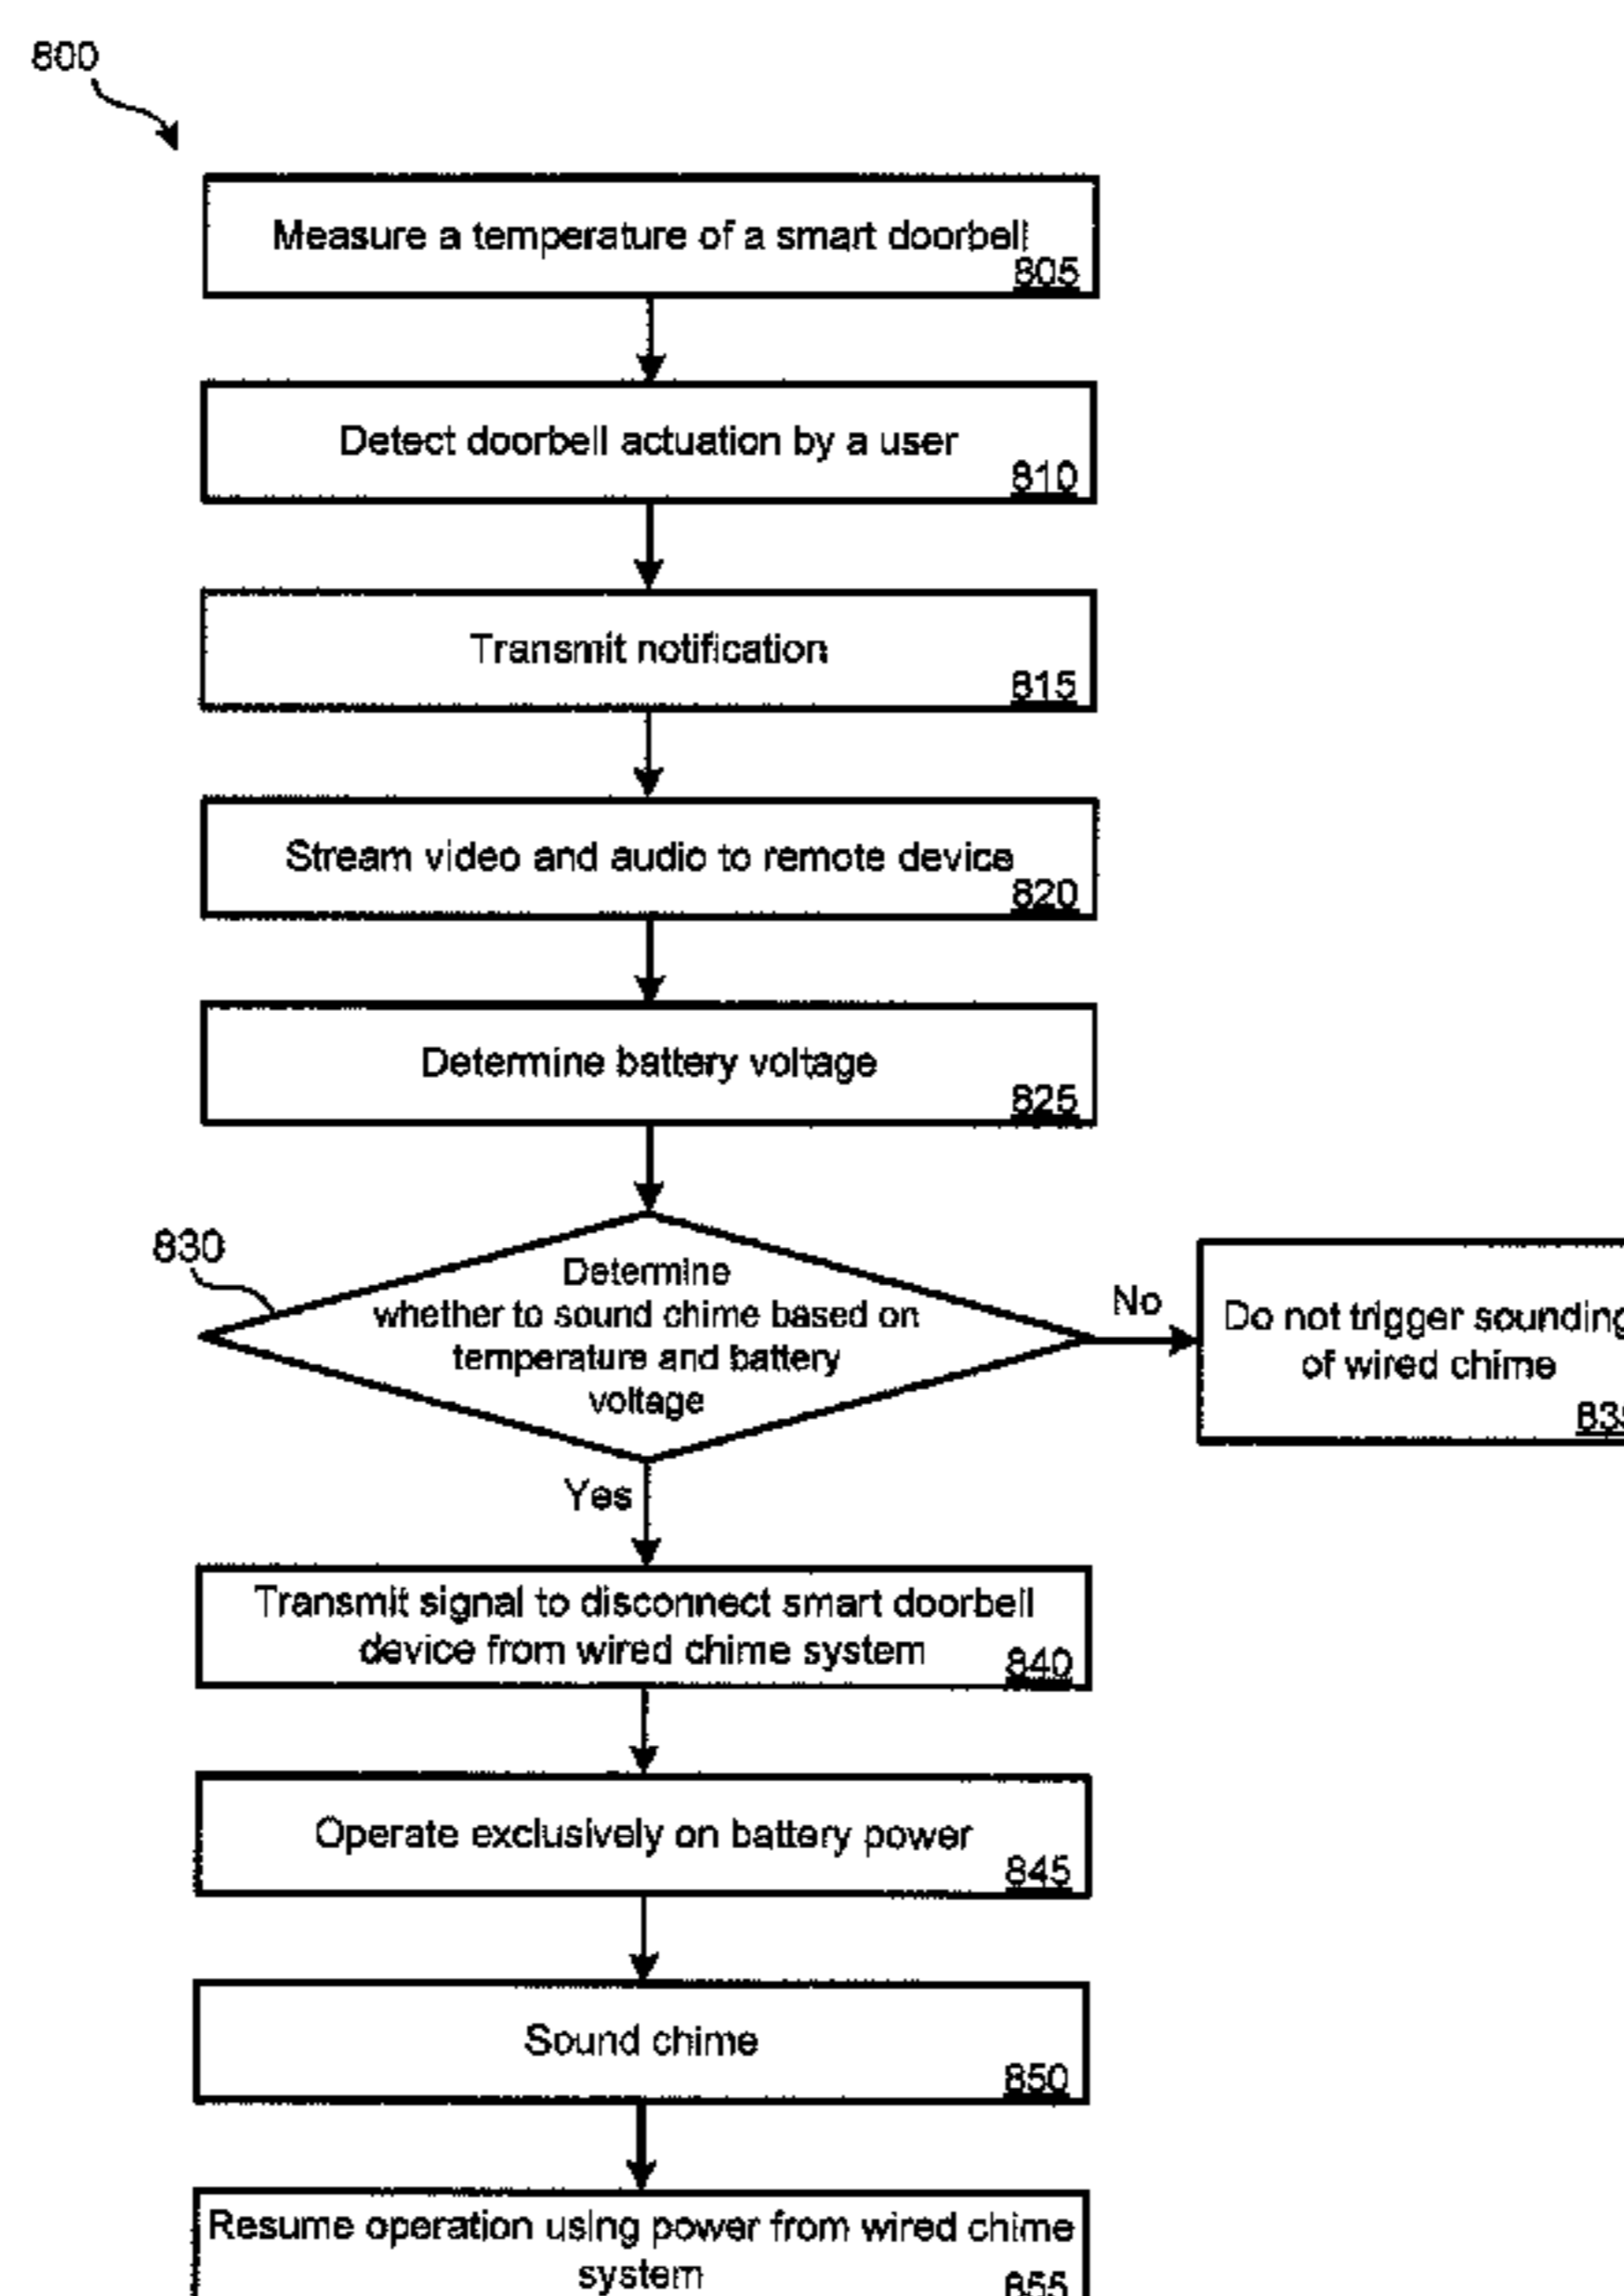 800
Measure a temperature of a smart doorbell
805
Detect doorbell actuation by a user
810
Transmit notification
815
Stream video and audio to remote device
820
Determine battery voltage
825
830
Determine
whether to sound chime based on
temperature and battery
voltage
No
Do not trigger sounding
of wired chime
Yes
Transmit signal to disconnect smart doorbell
device from wired chime system
840
Operate exclusively on battery power
845
Sound chime
850
Resume operation using power from wired chime
system
855